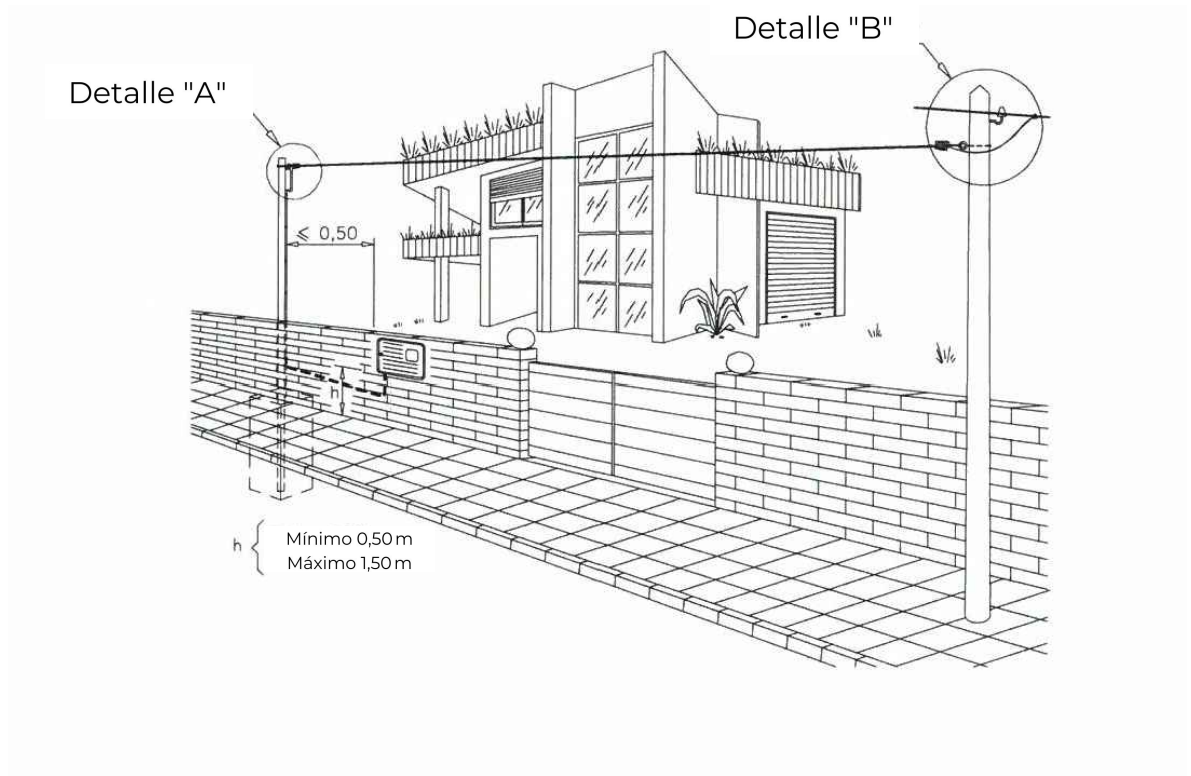 Detalle "B"
Detalle "A"
≤ 0,50
h
h { Mínimo 0,50 m
Máximo 1,50 m